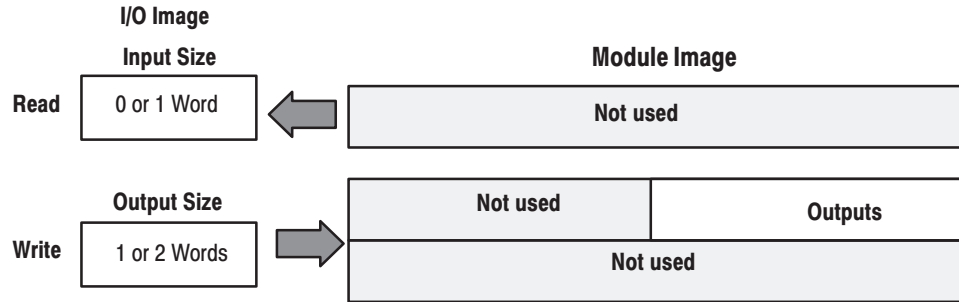 I/O Image
Input Size
Module Image
Read
0 or 1 Word
Not used
Output Size
Not used
Outputs
Write
1 or 2 Words
Not used